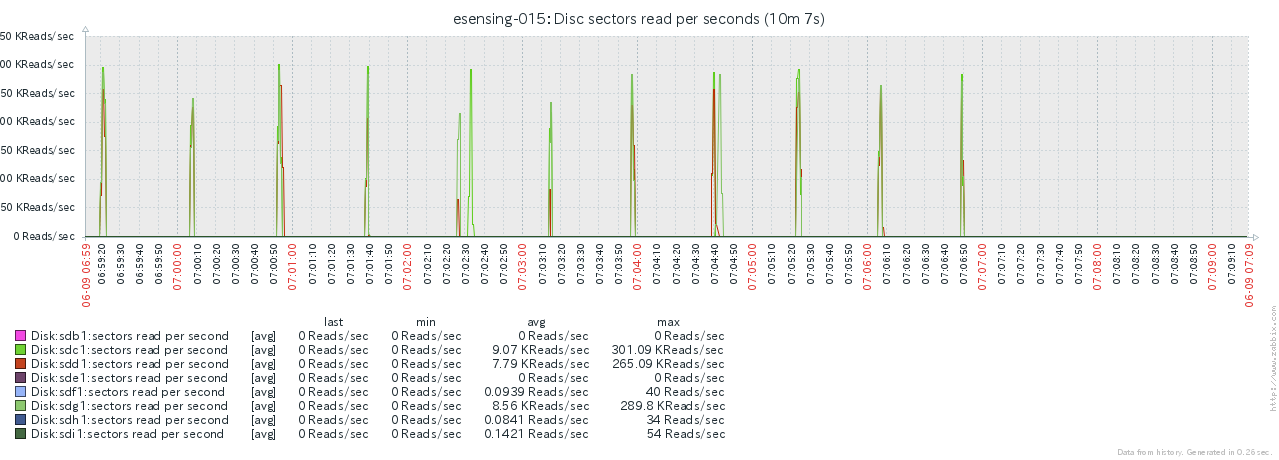 esensing-015: Disc sectors read per seconds (10m 7s)
50 KReads/sec
00 KReads/sec
50 KReads/sec
00 KReads/sec
50 KReads/sec
00 KReads/sec
50 KReads/sec
0 Reads/sec
06-09 06:59 06:59:20 06:59:30 06:59:40 06:59:50 07:00:00 07:00:10 07:00:20 07:00:30 07:00:40 07:00:50 07:01:00 07:01:10 07:01:20 07:01:30 07:01:40 07:01:50 07:02:00 07:02:10 07:02:20 07:02:30 07:02:40 07:02:50 07:03:00 07:03:10 07:03:20 07:03:30 07:03:40 07:03:50 07:04:00 07:04:10 07:04:20 07:04:30 07:04:40 07:04:50 07:05:00 07:05:10 07:05:20 07:05:30 07:05:40 07:05:50 07:06:00 07:06:10 07:06:20 07:06:30 07:06:40 07:06:50 07:07:00 07:07:10 07:07:20 07:07:30 07:07:40 07:07:50 07:08:00 07:08:10 07:08:20 07:08:30 07:08:40 07:08:50 07:09:00 07:09:10 06-09 07:09
last min avg max
Disk:sdb1:sectors read per second [avg] 0 Reads/sec 0 Reads/sec 0 Reads/sec 0 Reads/sec
Disk:sdc1:sectors read per second [avg] 0 Reads/sec 0 Reads/sec 9.07 KReads/sec 301.09 KReads/sec
Disk:sdd1:sectors read per second [avg] 0 Reads/sec 0 Reads/sec 7.79 KReads/sec 265.09 KReads/sec
Disk:sde1:sectors read per second [avg] 0 Reads/sec 0 Reads/sec 0 Reads/sec 0 Reads/sec
Disk:sdf1:sectors read per second [avg] 0 Reads/sec 0 Reads/sec 0.0939 Reads/sec 40 Reads/sec
Disk:sdg1:sectors read per second [avg] 0 Reads/sec 0 Reads/sec 8.56 KReads/sec 289.8 KReads/sec
Disk:sdh1:sectors read per second [avg] 0 Reads/sec 0 Reads/sec 0.0841 Reads/sec 34 Reads/sec
Disk:sdi1:sectors read per second [avg] 0 Reads/sec 0 Reads/sec 0.1421 Reads/sec 54 Reads/sec
http://www.zabbix.com
Data from history. Generated in 0.26 sec.